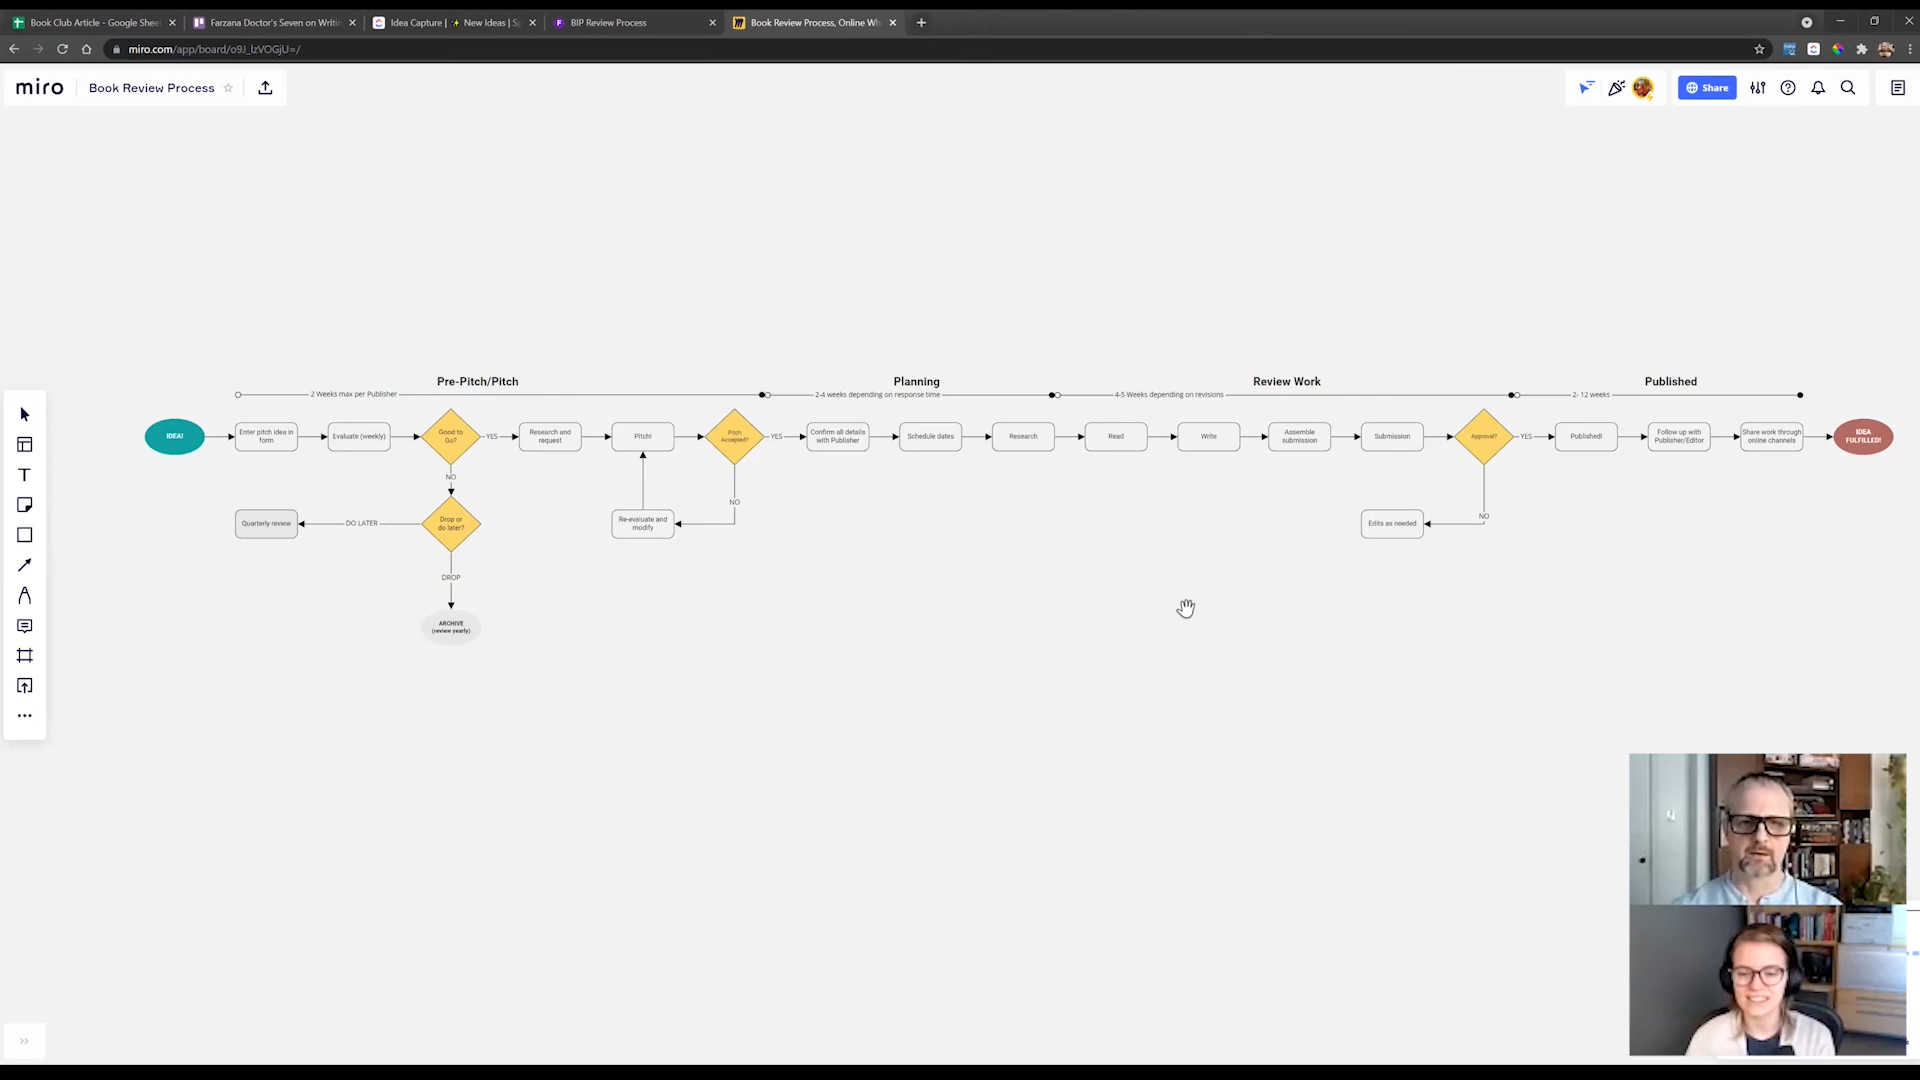 Book Club Article - Google Shee
Farzana Doctor's Seven on Writi
Idea Capture | ✨ New Ideas | S
BIP Review Process
Book Review Process, Online Wh
miro.com/app/board/o9J_lzVOGjU=/
miro
Book Review Process
Share
Pre-Pitch/Pitch
Planning
Review Work
Published
2 Weeks max per Publisher
2-4 weeks depending on response time
4-5 Weeks depending on revisions
2- 12 weeks
IDEA!
Enter pitch idea in
form
Evaluate (weekly)
Good to
Go?
YES
Research and
request
Pitch!
Pitch
Accepted?
YES
Confirm all details
with Publisher
Schedule dates
Research
Read
Write
Assemble
submission
Submission
Approval?
YES
Published!
Follow up with
Publisher/Editor
Share work through
online channels
IDEA
FULFILLED!
NO
NO
NO
Quarterly review
DO LATER
Drop or
do later?
Re-evaluate and
modify
Edits as needed
DROP
ARCHIVE
(review yearly)